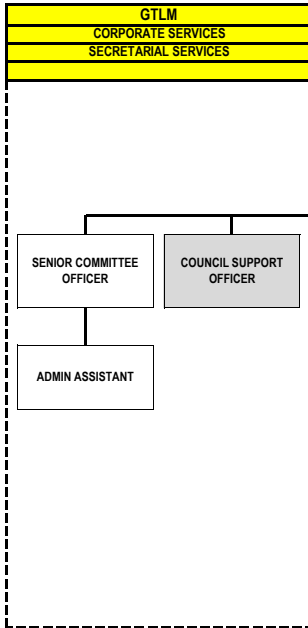 GTLM
CORPORATE SERVICES
SECRETARIAL SERVICES
SENIOR COMMITTEE
OFFICER
COUNCIL SUPPORT
OFFICER
ADMIN ASSISTANT